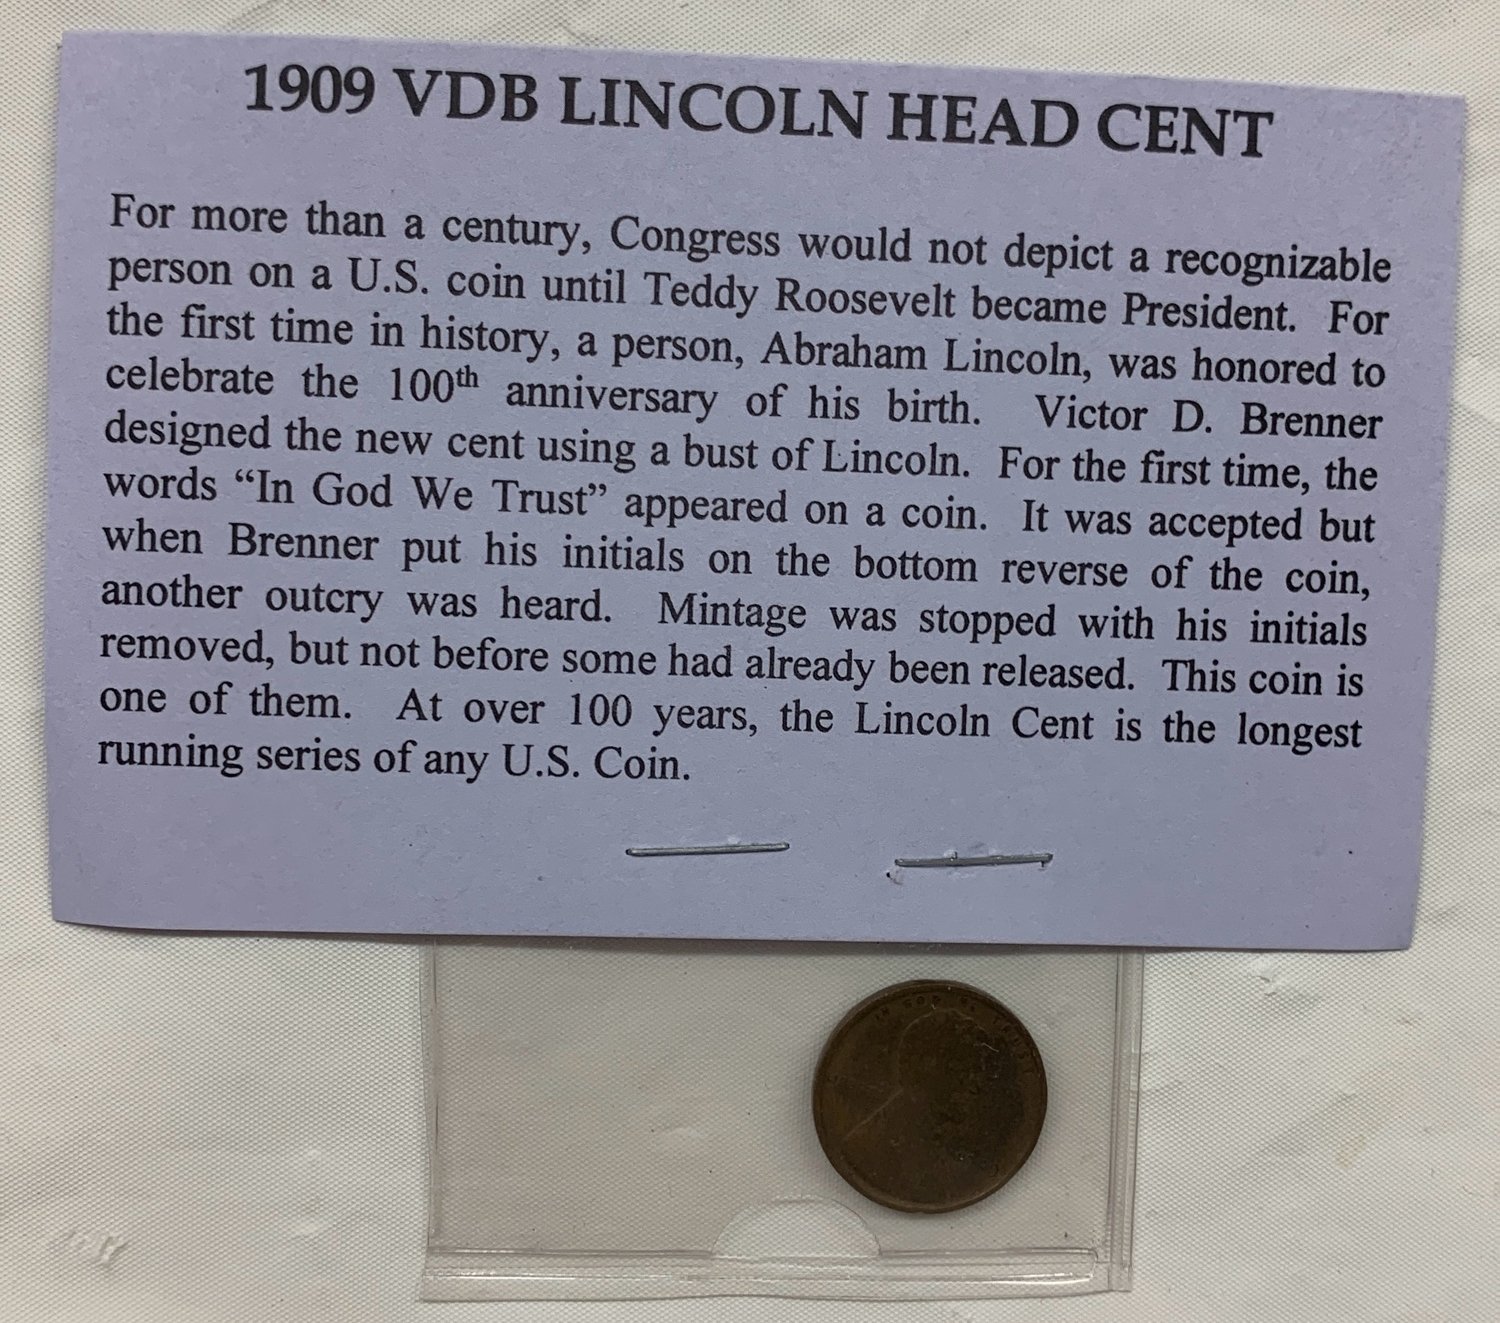 1909 VDB LINCOLN HEAD CENT
For more than a century, Congress would not depict a recognizable
person on a U.S. coin until Teddy Roosevelt became President. For
the first time in history, a person, Abraham Lincoln, was honored to
celebrate the 100th anniversary of his birth. Victor D. Brenner
designed the new cent using a bust of Lincoln. For the first time, the
words “In God We Trust” appeared on a coin. It was accepted but
when Brenner put his initials on the bottom reverse of the coin,
another outcry was heard. Mintage was stopped with his initials
removed, but not before some had already been released. This coin is
one of them. At over 100 years, the Lincoln Cent is the longest
running series of any U.S. Coin.
IN GOD WE TRUST